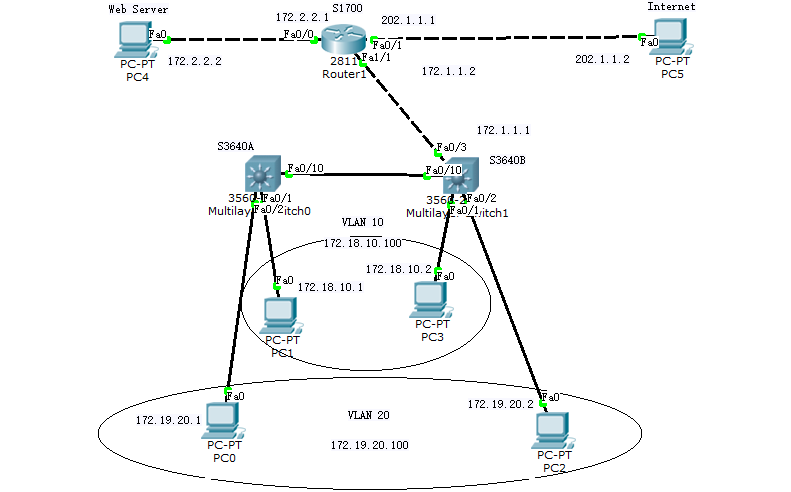 Web Server
S1700
Internet
172.2.2.1
202.1.1.1
Fa0
Fa0/0
Fa0/1
Fa0
PC-PT
PC4
172.2.2.2
2811
Router1
Fa1/1
172.1.1.2
202.1.1.2
PC-PT
PC5
172.1.1.1
S3640A
Fa0/3
S3640B
Fa0/10
Fa0/10
Fa0/1
Fa0/2
Fa0/2
Fa0/1
VLAN 10
172.18.10.100
172.18.10.2
Fa0
Fa0
172.18.10.1
PC-PT
PC1
PC-PT
PC3
Fa0
172.19.20.1
VLAN 20
172.19.20.2
Fa0
172.19.20.100
PC-PT
PC0
PC-PT
PC2